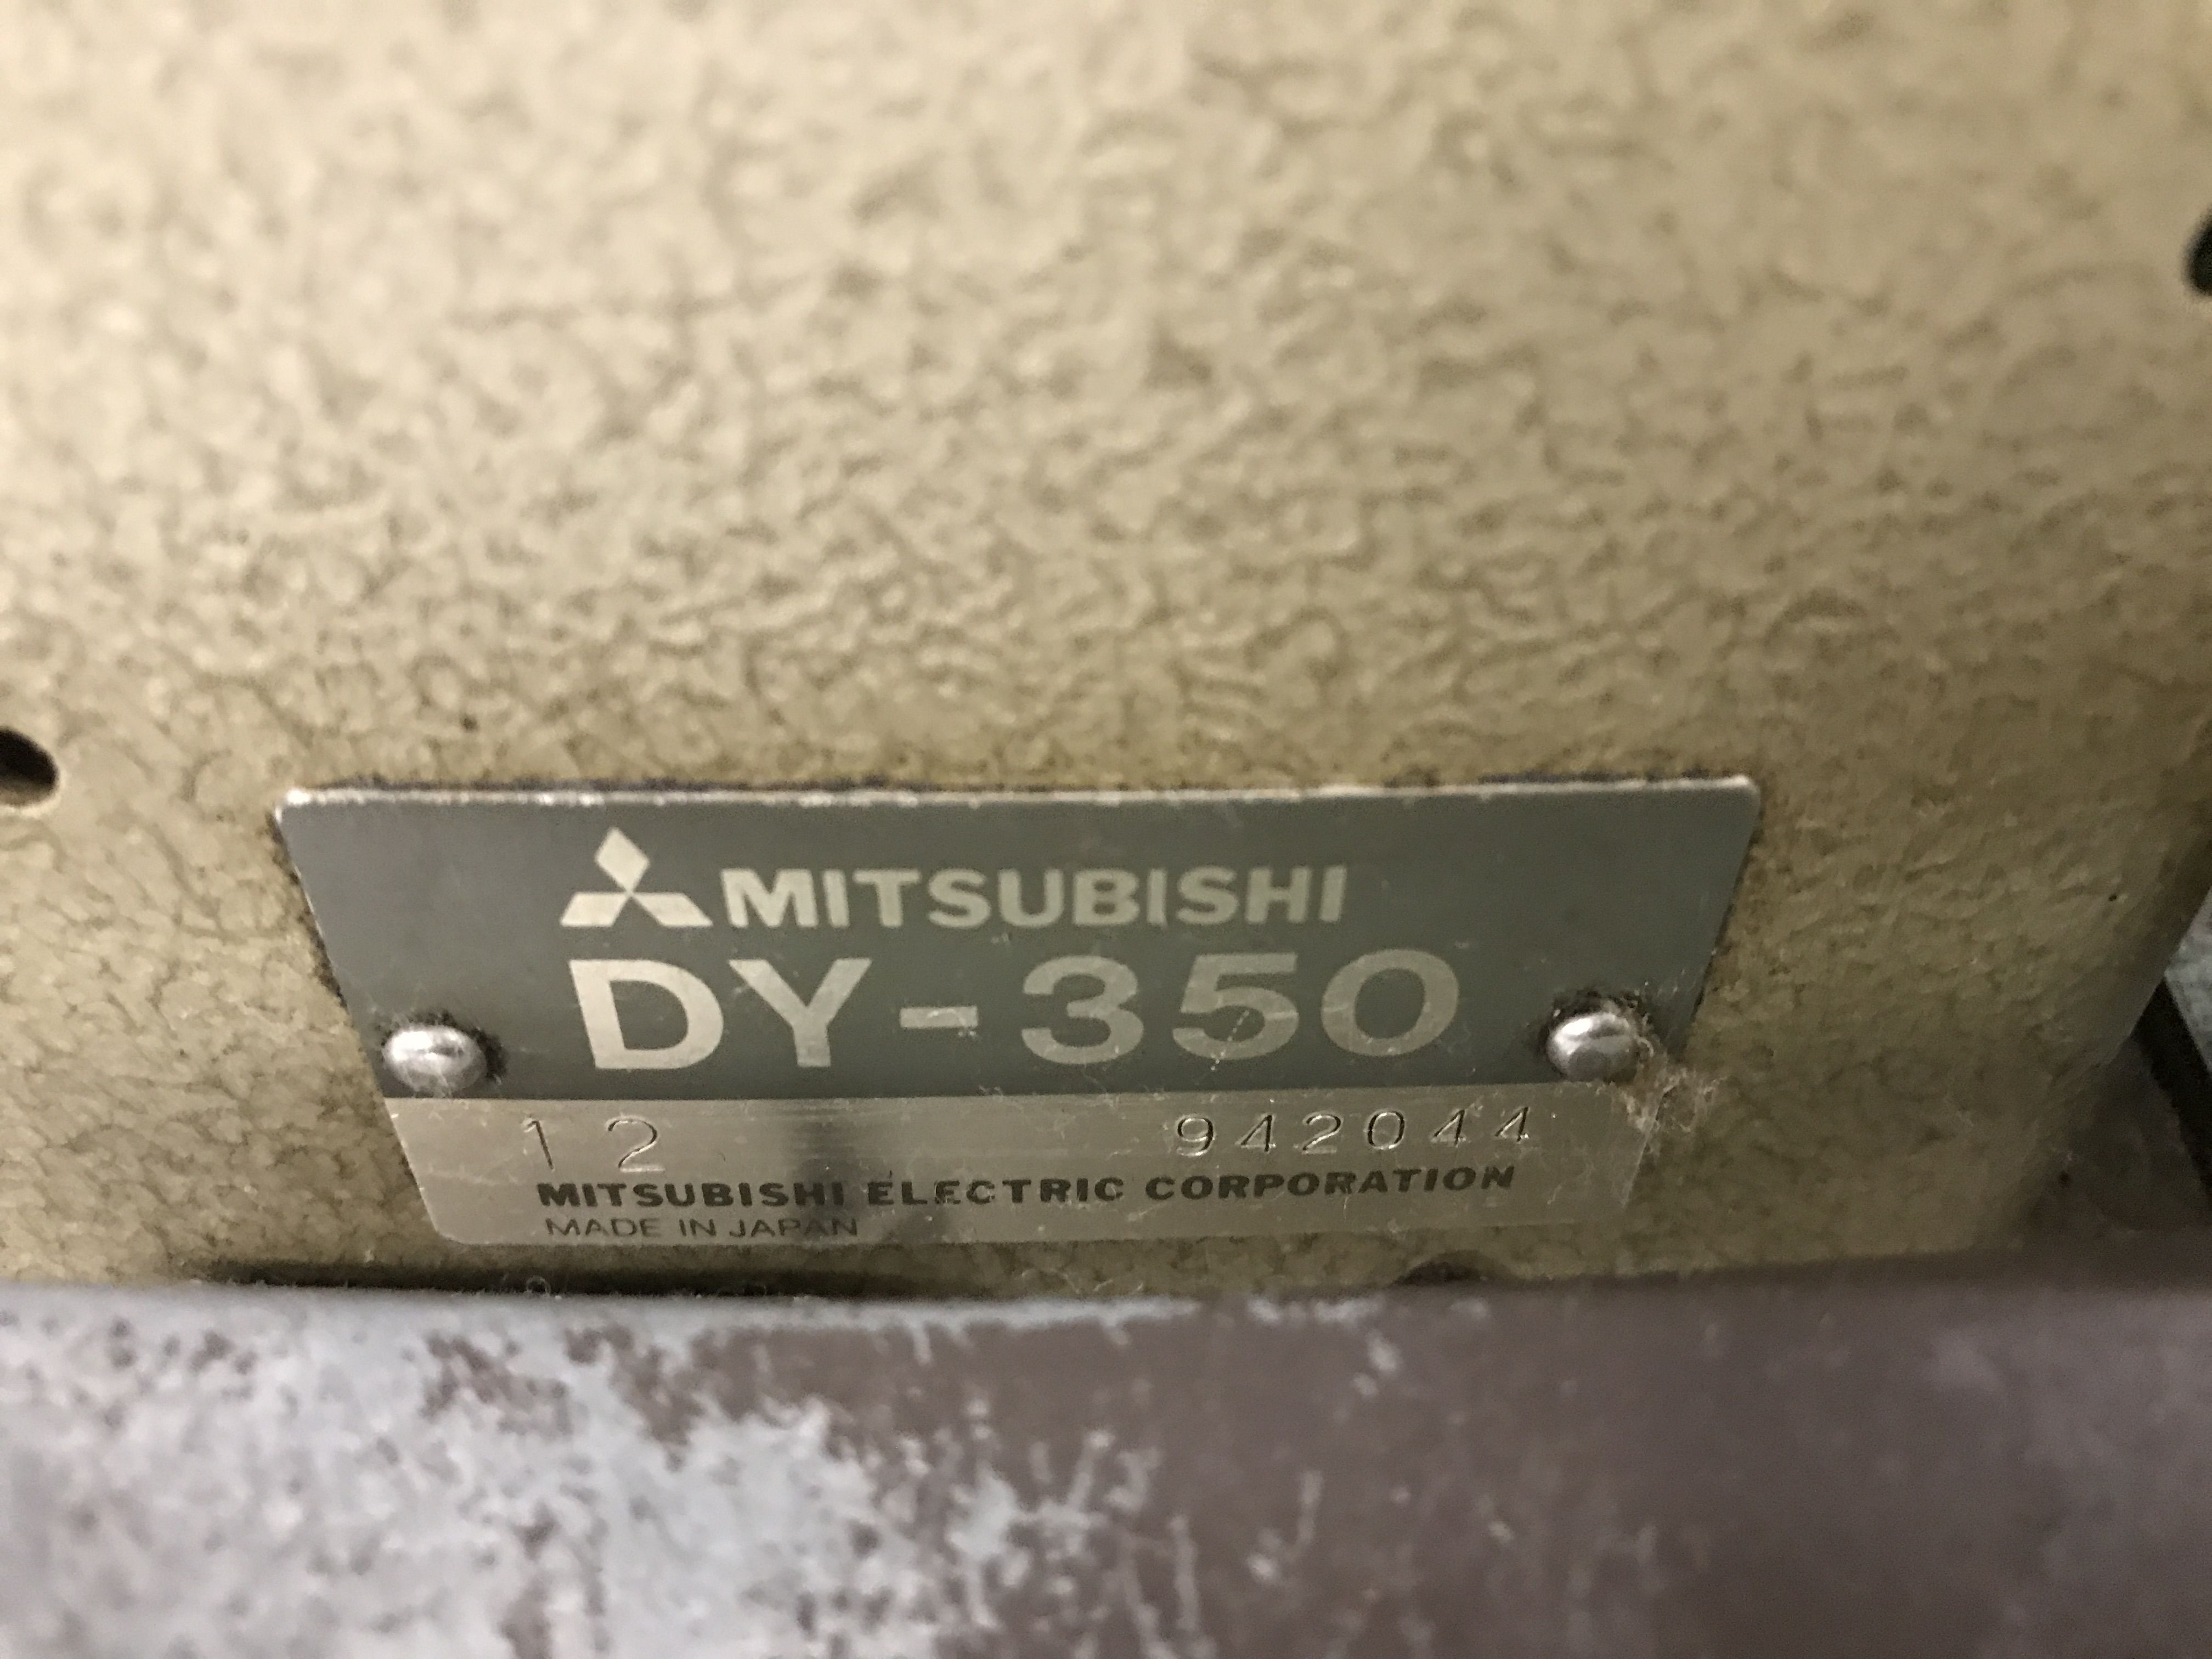 MITSUBISHI
DY-350
12 942044
MITSUBISHI ELECTRIC CORPORATION
MADE IN JAPAN